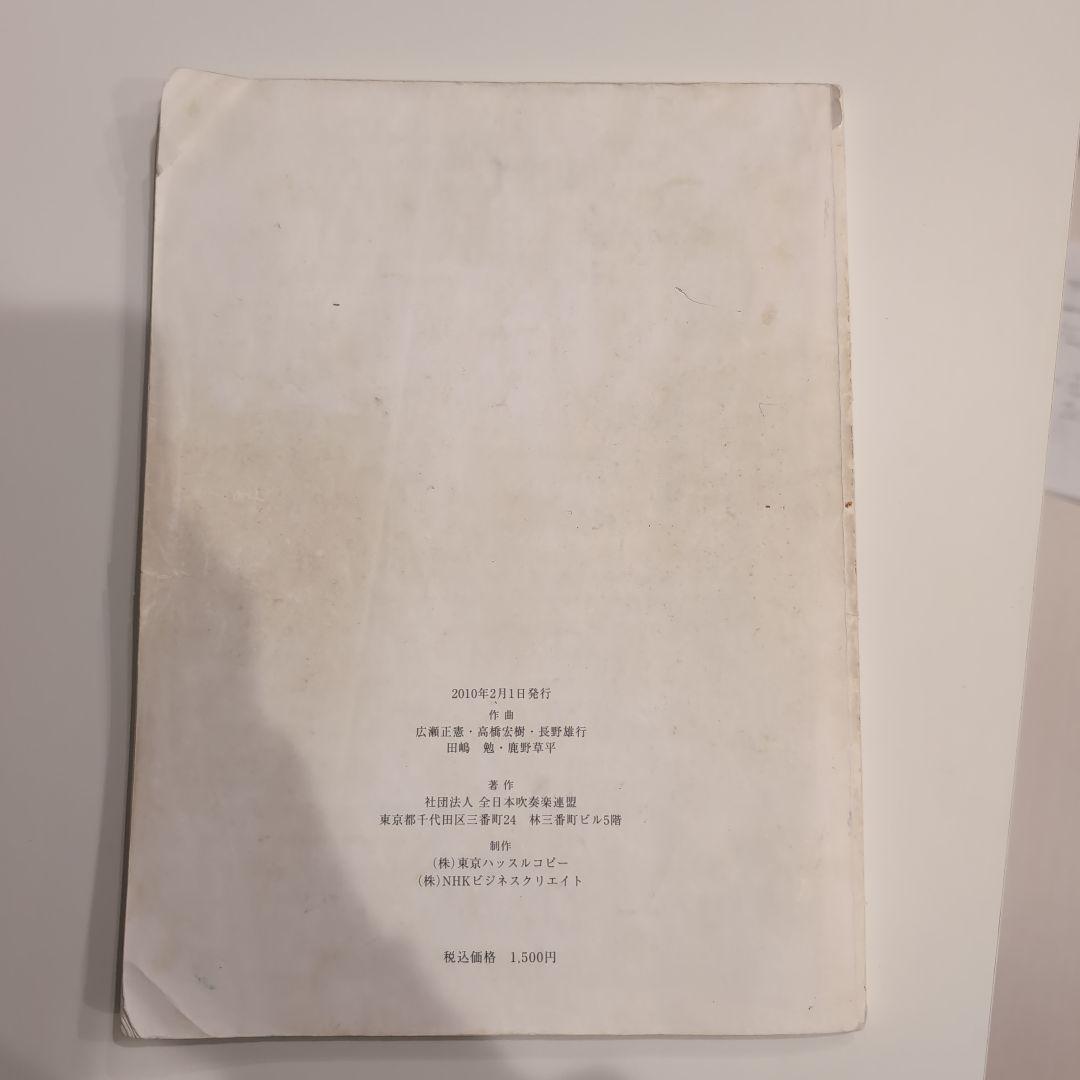 2010年2月1日発行
作 曲
広瀬正憲・高橋宏樹・長野雄行
田嶋　勉・鹿野草平
著 作
社団法人 全日本吹奏楽連盟
東京都千代田区三番町24　林三番町ビル5階
制作
(株)東京ハッスルコピー
(株)NHKビジネスクリエイト
税込価格　1,500円